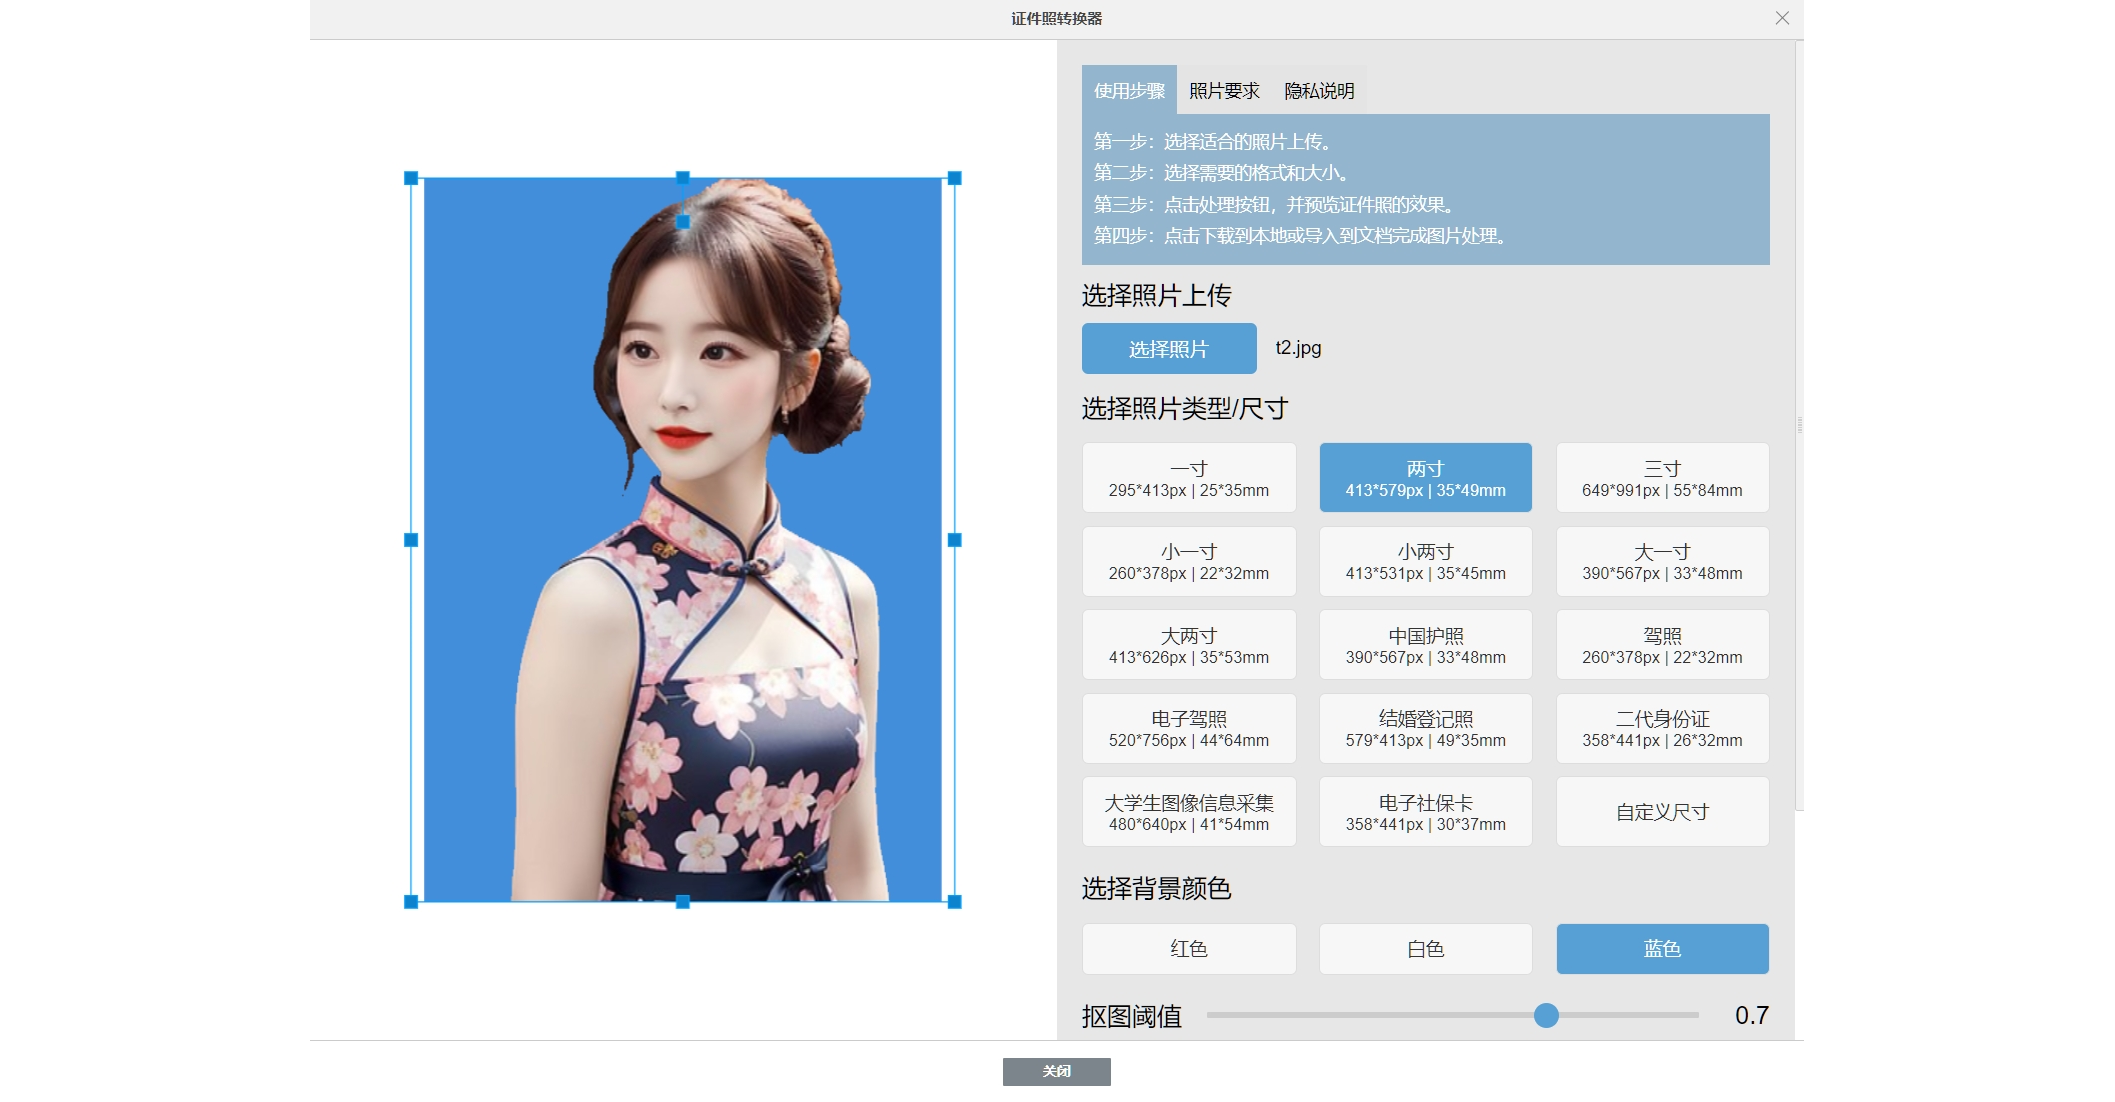 证件照转换器
使用步骤
照片要求
隐私说明
第一步：选择适合的照片上传。
第二步：选择需要的格式和大小。
第三步：点击处理按钮，并预览证件照的效果。
第四步：点击下载到本地或导入到文档完成图片处理。
选择照片上传
选择照片
t2.jpg
选择照片类型/尺寸
一寸
295*413px | 25*35mm
两寸
413*579px | 35*49mm
三寸
649*991px | 55*84mm
小一寸
260*378px | 22*32mm
小两寸
413*531px | 35*45mm
大一寸
390*567px | 33*48mm
大两寸
413*626px | 35*53mm
中国护照
390*567px | 33*48mm
驾照
260*378px | 22*32mm
电子驾照
520*756px | 44*64mm
结婚登记照
579*413px | 49*35mm
二代身份证
358*441px | 26*32mm
大学生图像信息采集
480*640px | 41*54mm
电子社保卡
358*441px | 30*37mm
自定义尺寸
选择背景颜色
红色
白色
蓝色
抠图阈值
0.7
关闭